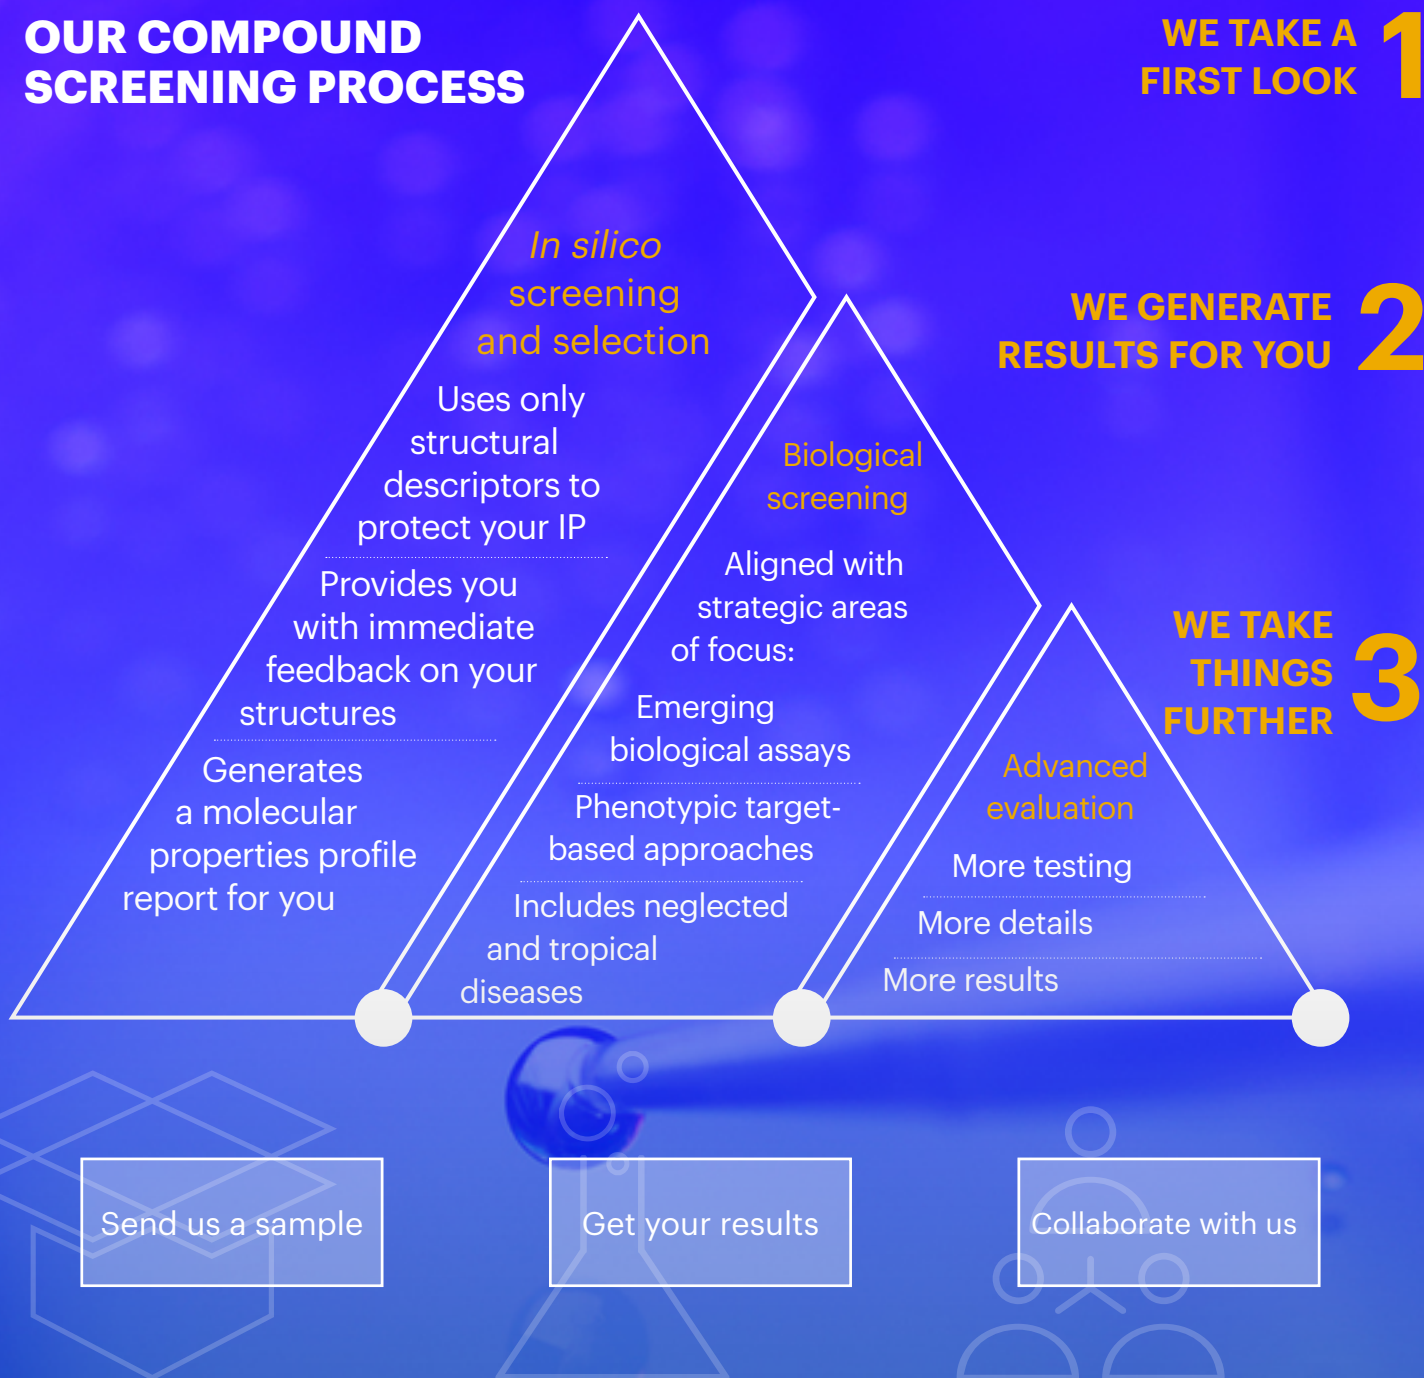 OUR COMPOUND
SCREENING PROCESS
WE TAKE A
FIRST LOOK
1
In silico
screening
and selection
Uses only
structural
descriptors to
protect your IP
Provides you
with immediate
feedback on your
structures
Generates
a molecular
properties profile
report for you
WE GENERATE
RESULTS FOR YOU
2
Biological
screening
Aligned with
strategic areas
of focus:
Emerging
biological assays
Phenotypic target-
based approaches
Includes neglected
and tropical
diseases
WE TAKE
THINGS
FURTHER
3
Advanced
evaluation
More testing
More details
More results
Send us a sample
Get your results
Collaborate with us